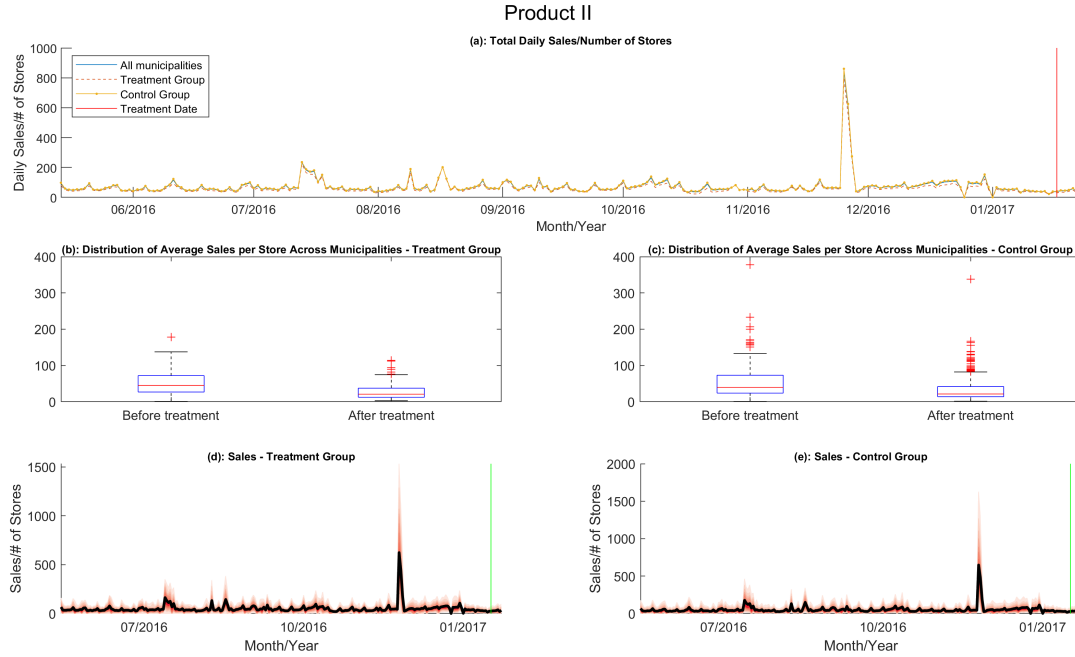 Product II
(a): Total Daily Sales/Number of Stores
1000
800
600
400
200
0
Daily Sales/# of Stores
All municipalities
Treatment Group
Control Group
Treatment Date
06/2016 07/2016 08/2016 09/2016 10/2016 11/2016 12/2016 01/2017
Month/Year
(b): Distribution of Average Sales per Store Across Municipalities - Treatment Group
400
300
200
100
0
Before treatment After treatment
(c): Distribution of Average Sales per Store Across Municipalities - Control Group
400
300
200
100
0
Before treatment After treatment
(d): Sales - Treatment Group
1500
1000
500
0
Sales/# of Stores
07/2016 10/2016 01/2017
Month/Year
(e): Sales - Control Group
2000
1500
1000
500
0
Sales/# of Stores
07/2016 10/2016 01/2017
Month/Year